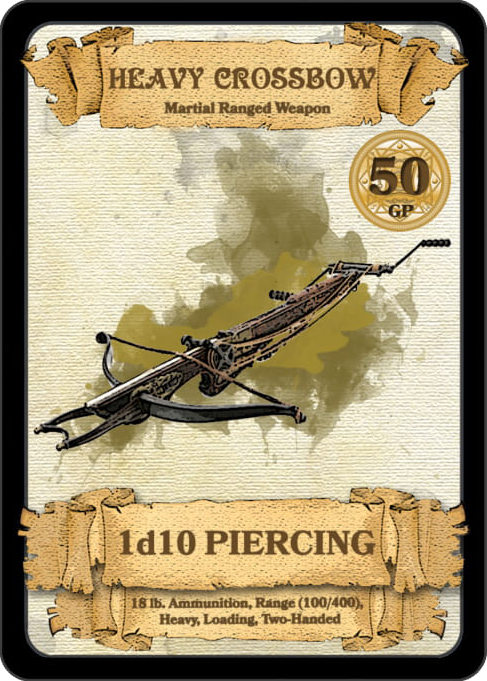 HEAVY CROSSBOW
Martial Ranged Weapon
50
GP
1d10 PIERCING
18 lb. Ammunition, Range (100/400),
Heavy, Loading, Two-Handed